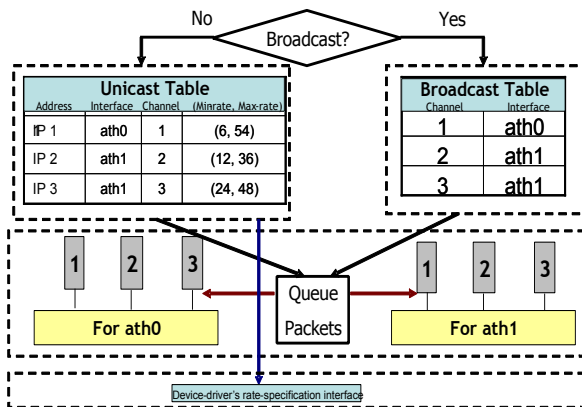 No
Broadcast?
Yes
Unicast Table
Address Interface Channel (Minrate, Max-rate)
IP 1 ath0 1 (6, 54)
IP 2 ath1 2 (12, 36)
IP 3 ath1 3 (24, 48)
Broadcast Table
Channel Interface
1 ath0
2 ath1
3 ath1
1 2 3
For ath0
Queue
Packets
1 2 3
For ath1
Device-driver's rate-specification interface